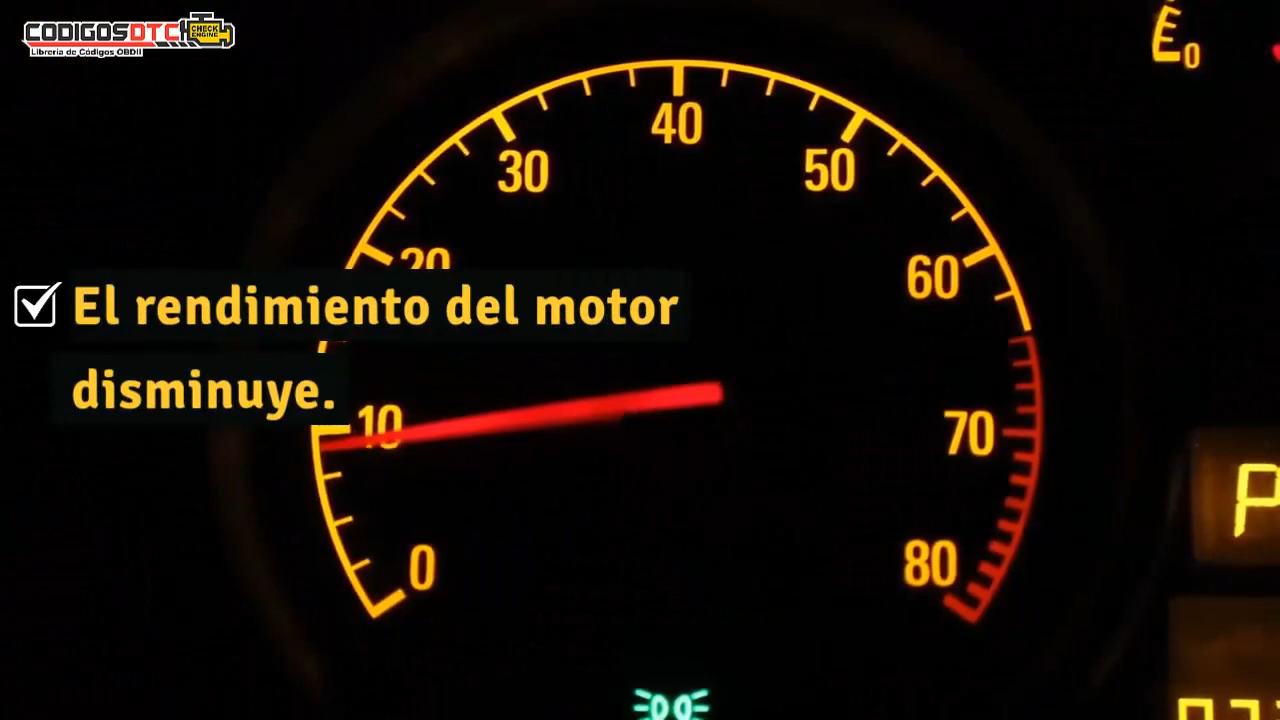 CODIGOSDTC
CHECK
ENGINE
Librería de Códigos OBDII
E0
40
30
50
20
60
El rendimiento del motor
disminuye.
10
70
P
0
80